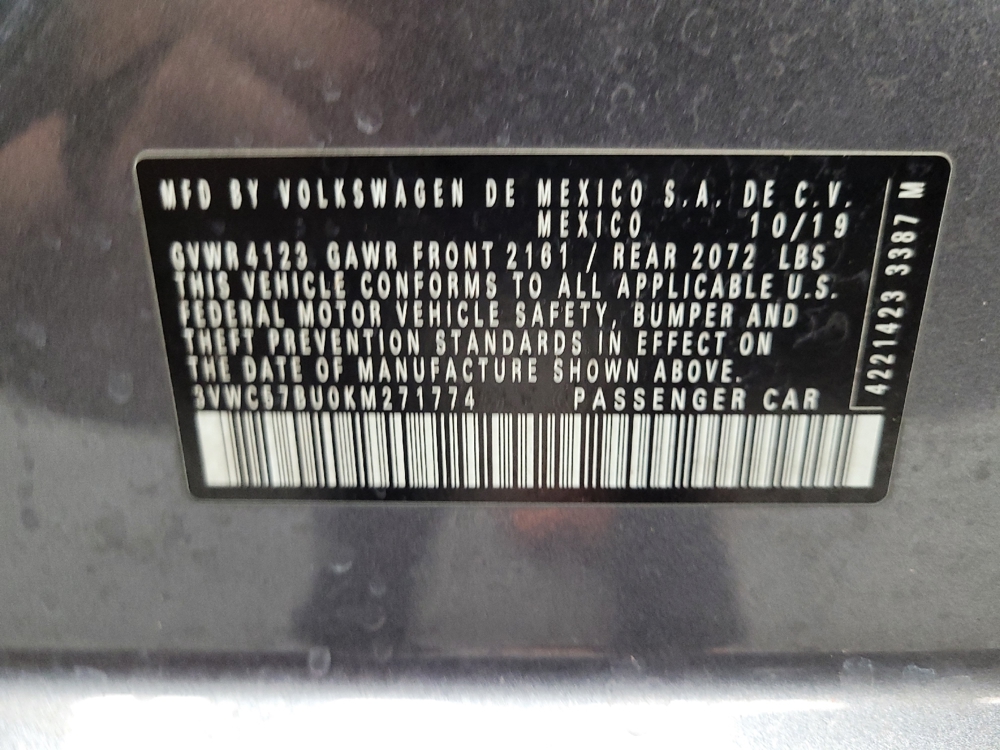 MFD BY VOLKSWAGEN DE MEXICO S.A. DE C.V.
MEXICO 10/19
GVWR 4123 GAWR FRONT 2161 / REAR 2072 LBS
THIS VEHICLE CONFORMS TO ALL APPLICABLE U.S.
FEDERAL MOTOR VEHICLE SAFETY, BUMPER AND
THEFT PREVENTION STANDARDS IN EFFECT ON
THE DATE OF MANUFACTURE SHOWN ABOVE.
3VWC57BU0KM271774 PASSENGER CAR
4221423 3387 M